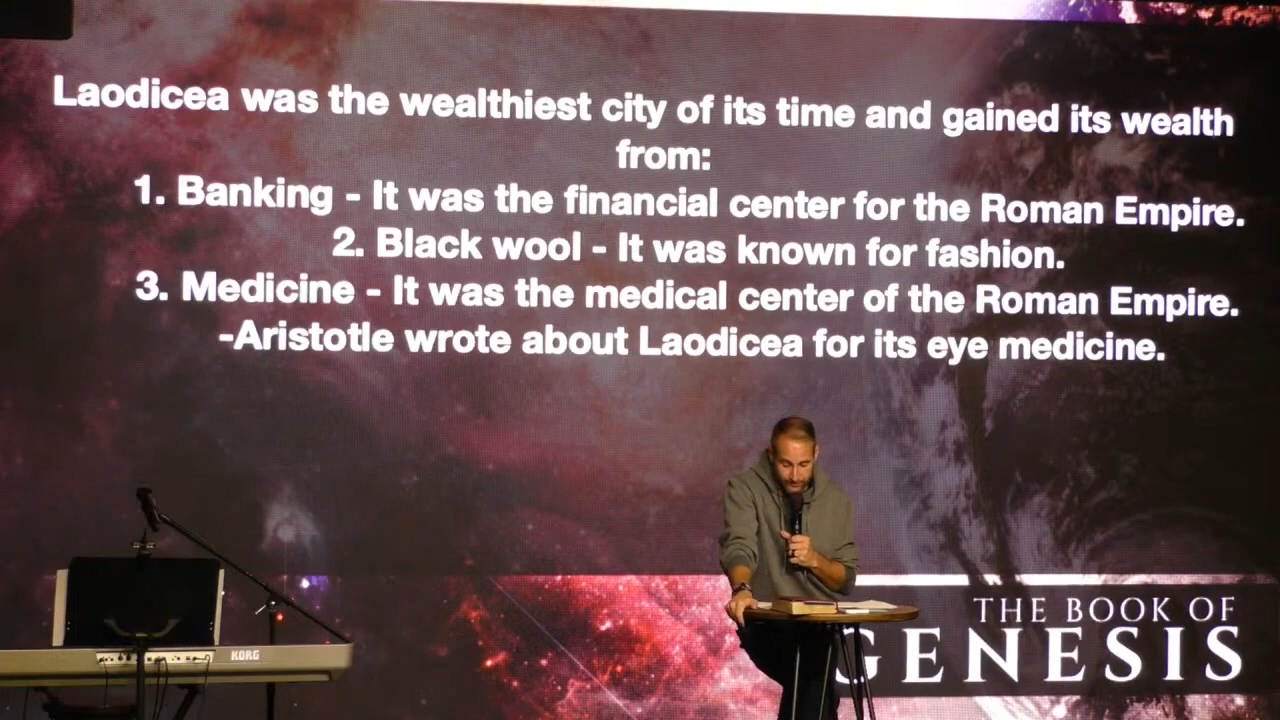 Laodicea was the wealthiest city of its time and gained its wealth
from:
1. Banking - It was the financial center for the Roman Empire.
2. Black wool - It was known for fashion.
3. Medicine - It was the medical center of the Roman Empire.
-Aristotle wrote about Laodicea for its eye medicine.
THE BOOK OF
GENESIS
KORG